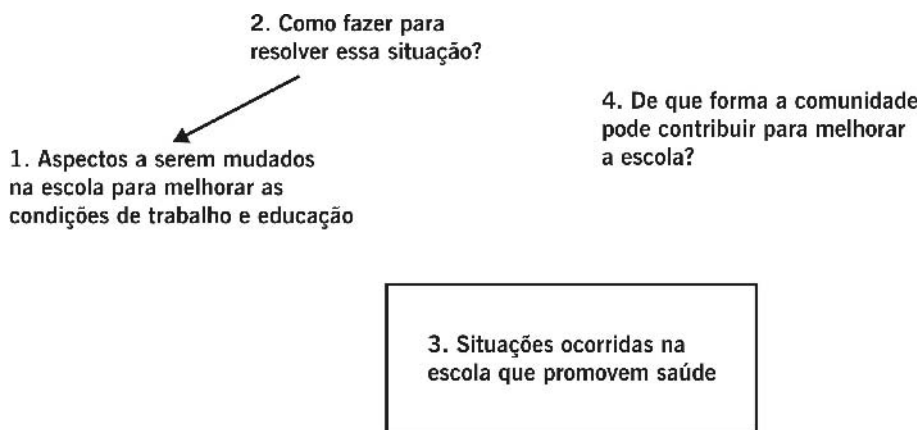 2. Como fazer para
resolver essa situação?
4. De que forma a comunidade
pode contribuir para melhorar
a escola?
1. Aspectos a serem mudados
na escola para melhorar as
condições de trabalho e educação
3. Situações ocorridas na
escola que promovem saúde